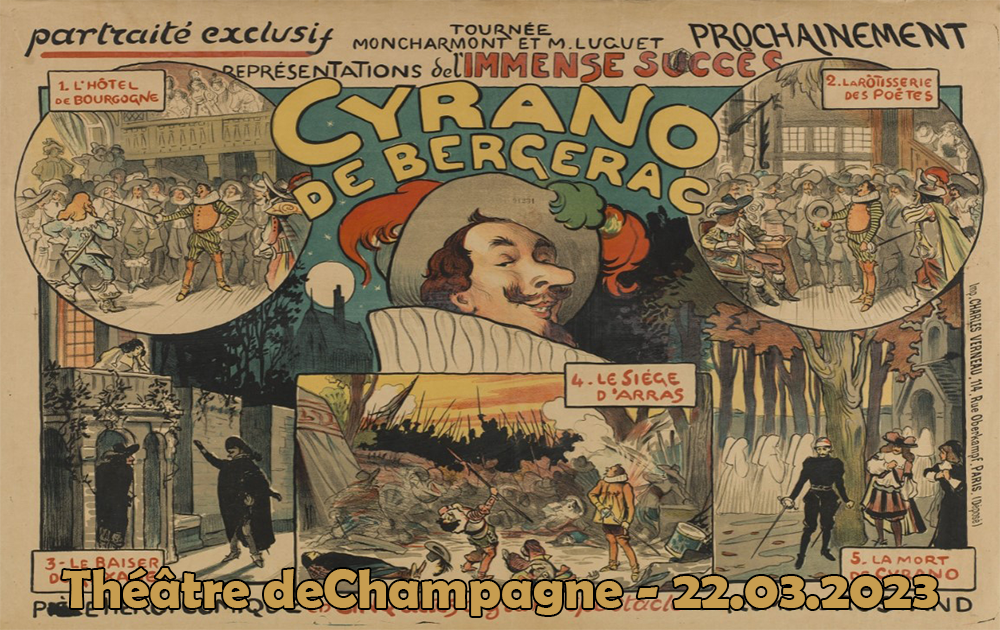 partraité exclusif
TOURNÉE
MONCHARMONT ET M. LUGUET
PROCHAINEMENT
REPRÉSENTATIONS de l'IMMENSE SUCCÈS
CYRANO
DE BERGERAC
1. L'HÔTEL
DE BOURGOGNE
2. LA RÔTISSERIE
DES POÈTES
4. LE SIÉGE
D'ARRAS
3 - LE BAISER
5. LA MORT
CYRANO
Imp. CHARLES VERNEAU, 114, Rue Oberkampf, PARIS. (Déposé)
Théâtre deChampagne - 22.03.2023